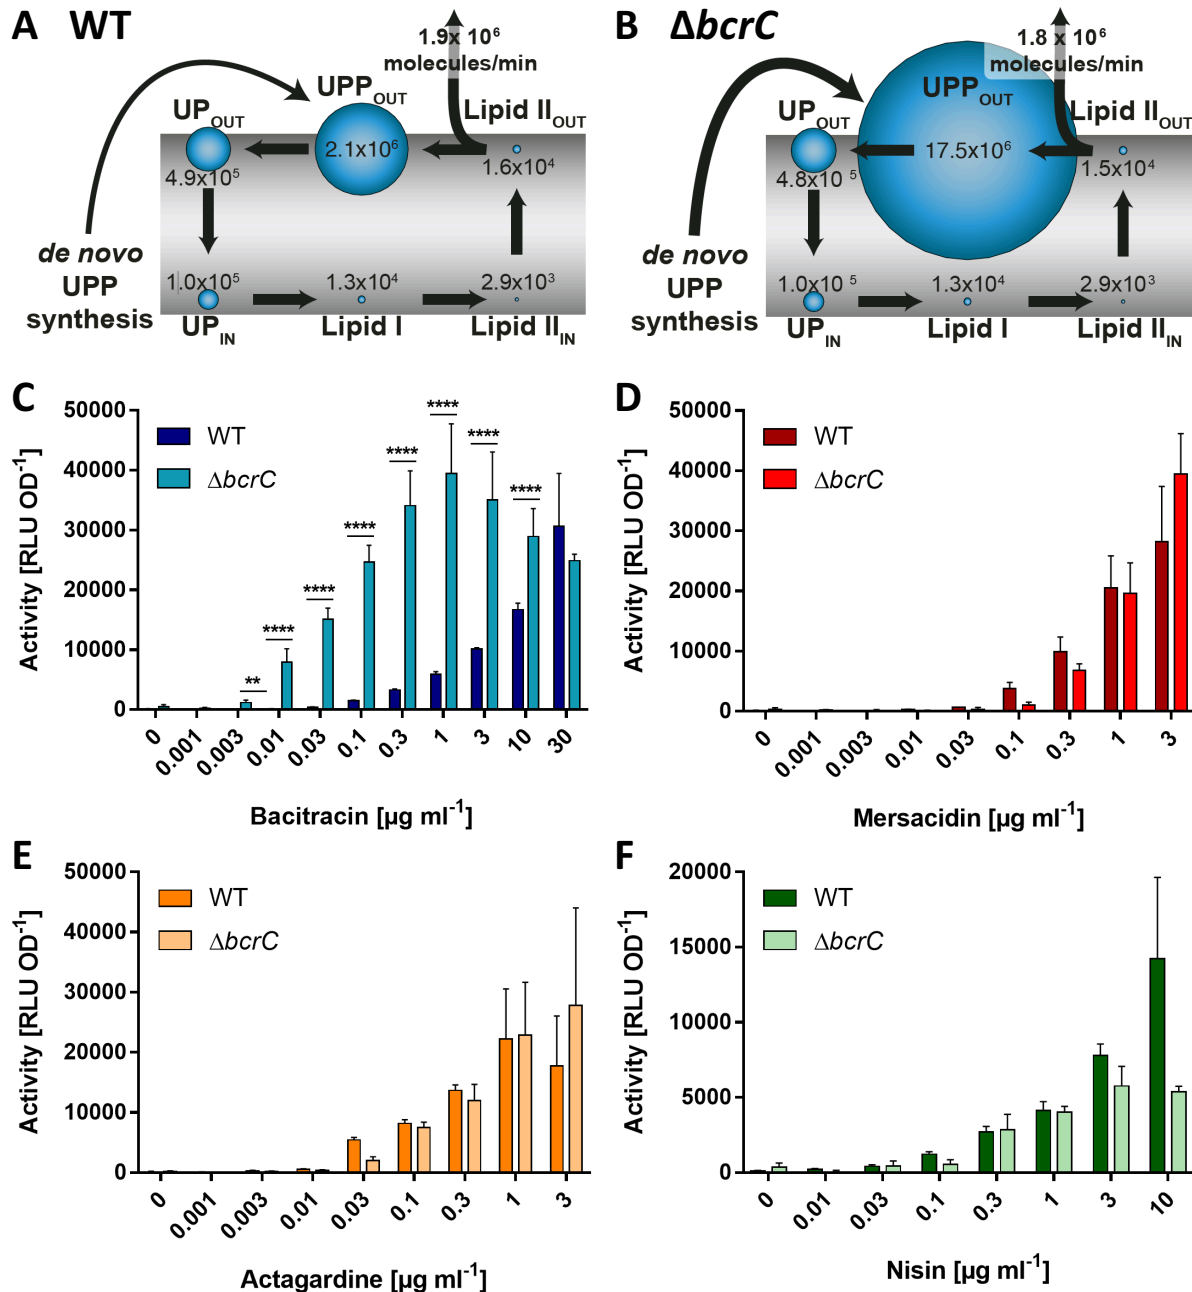 A WT
1.9x 10⁶
molecules/min
UPP_OUT
UP_OUT
Lipid II_OUT
2.1x10⁶
4.9x10⁵
1.6x10⁴
de novo
UPP
synthesis
1.0x10⁵
1.3x10⁴
2.9x10³
UP_IN
Lipid I
Lipid II_IN
B ΔbcrC
1.8 x 10⁶
molecules/min
UPP_OUT
UP_OUT
Lipid II_OUT
17.5x10⁶
4.8x10 ⁵
1.5x10⁴
de novo
UPP
synthesis
1.0x10 ⁵
1.3x10⁴
2.9x10³
UP_IN
Lipid I
Lipid II_IN
C
Activity [RLU OD⁻¹]
50000
40000
30000
20000
10000
0
WT
ΔbcrC
**
****
****
****
****
****
****
****
0 0.001 0.003 0.01 0.03 0.1 0.3 1 3 10 30
Bacitracin [µg ml⁻¹]
D
Activity [RLU OD⁻¹]
50000
40000
30000
20000
10000
0
WT
ΔbcrC
0 0.001 0.003 0.01 0.03 0.1 0.3 1 3
Mersacidin [µg ml⁻¹]
E
Activity [RLU OD⁻¹]
50000
40000
30000
20000
10000
0
WT
ΔbcrC
0 0.001 0.003 0.01 0.03 0.1 0.3 1 3
Actagardine [µg ml⁻¹]
F
Activity [RLU OD⁻¹]
20000
15000
10000
5000
0
WT
ΔbcrC
0 0.01 0.03 0.1 0.3 1 3 10
Nisin [µg ml⁻¹]